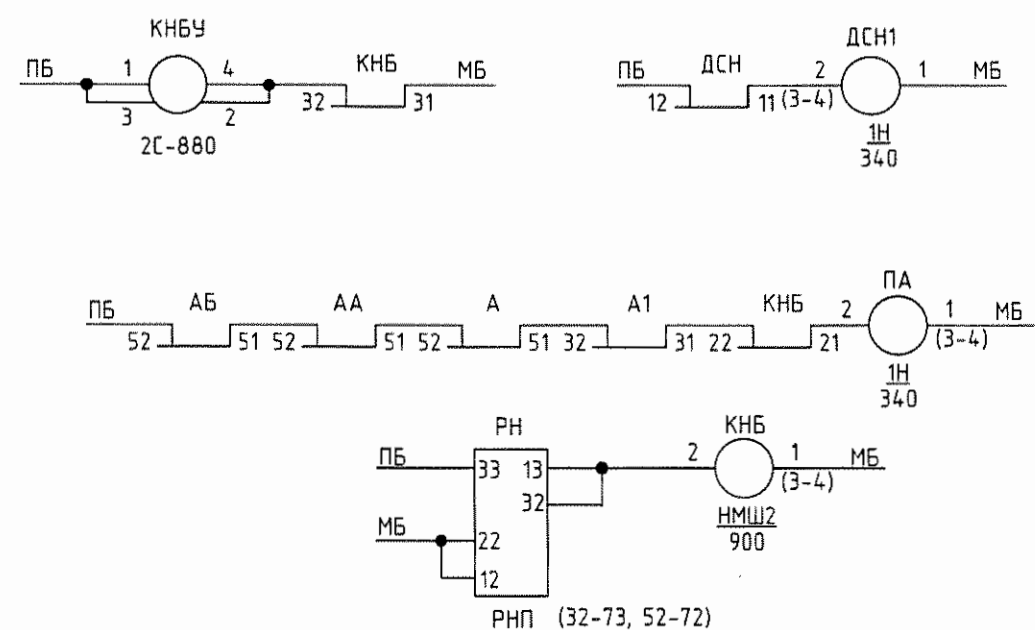 КНБУ
ПБ 1 4 КНБ МБ
3 2 32 31
2С-880
ДСН1
ПБ ДСН 2 1 МБ
12 11 (3-4)
1Н
340
ПА
ПБ АБ АА А А1 КНБ 2 1 МБ
52 51 52 51 52 51 32 31 22 21 (3-4)
1Н
340
РН КНБ
ПБ 33 13 2 1 МБ
32 (3-4)
МБ 22 НМШ2
12 900
РНП (32-73, 52-72)